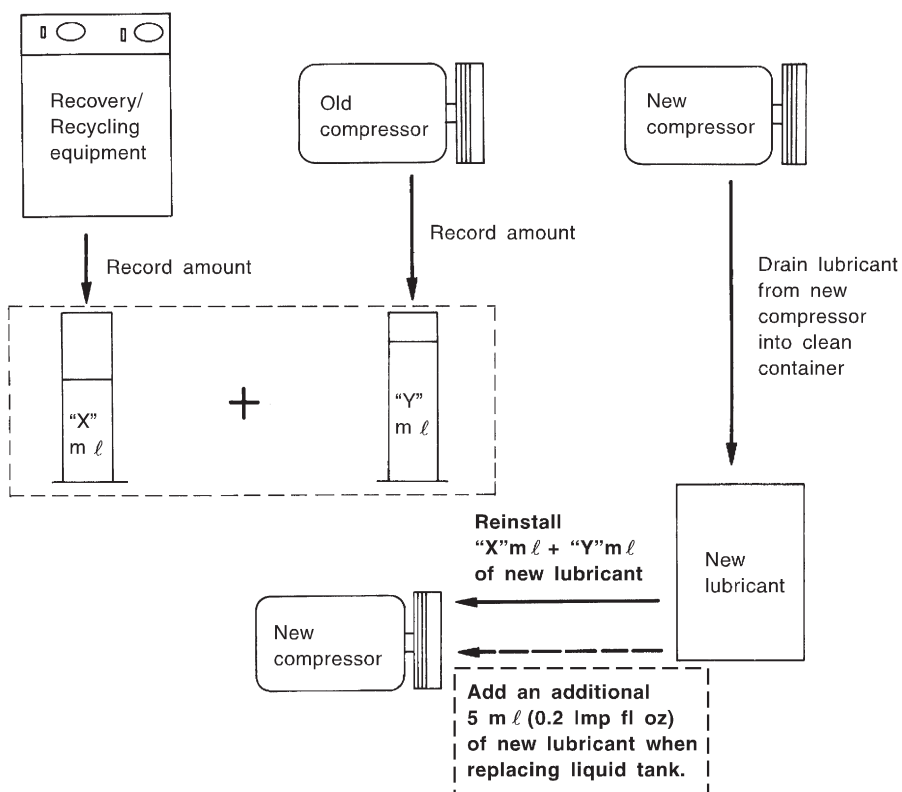 Recovery/
Recycling
equipment
Old
compressor
New
compressor
Record amount
Record amount
Drain lubricant
from new
compressor
into clean
container
“X”
m ℓ
+
“Y”
m ℓ
Reinstall
“X”m ℓ + “Y”m ℓ
of new lubricant
New
lubricant
New
compressor
Add an additional
5 m ℓ (0.2 Imp fl oz)
of new lubricant when
replacing liquid tank.